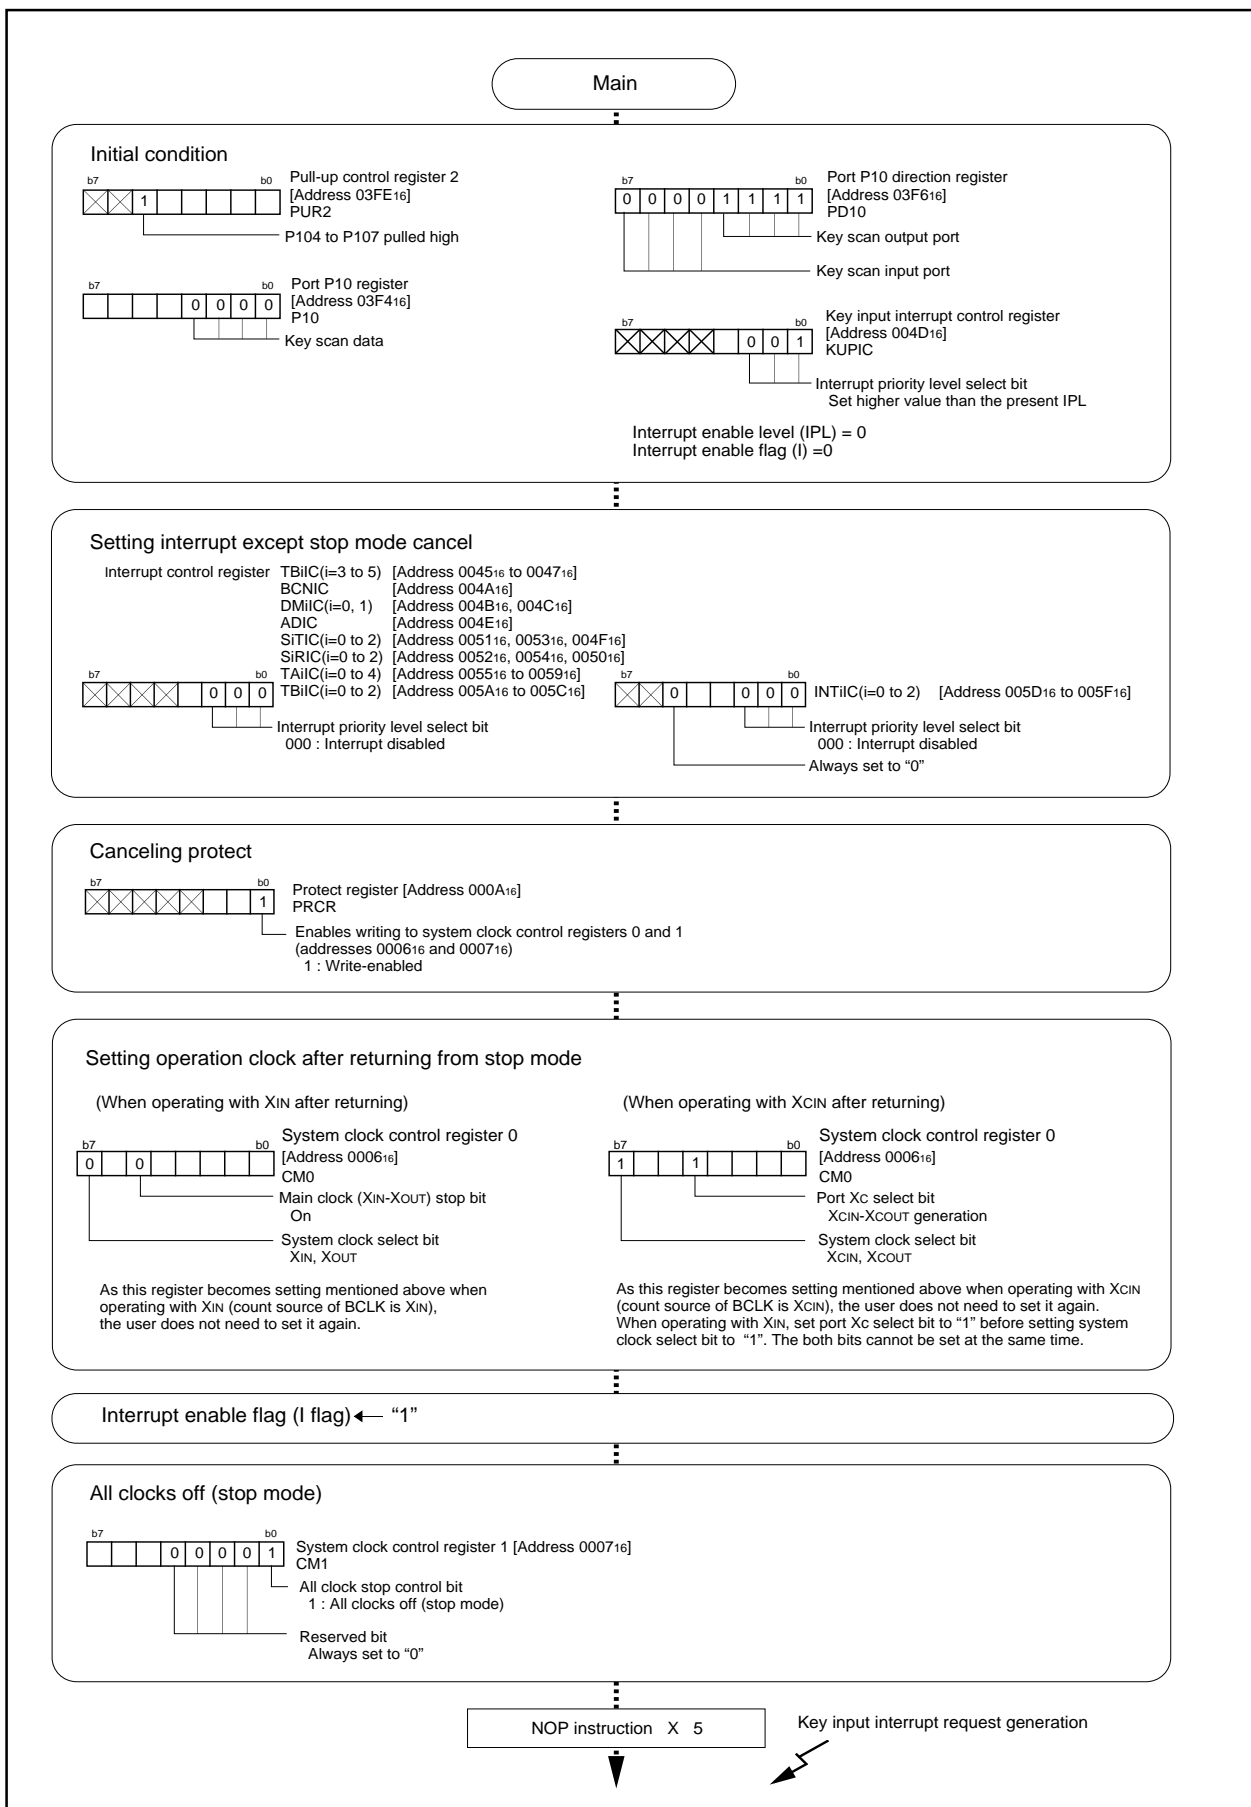 Main
Initial condition
b7 b0
1
Pull-up control register 2
[Address 03FE16]
PUR2
P104 to P107 pulled high
b7 b0
0 0 0 0
Port P10 register
[Address 03F416]
P10
Key scan data
b7 b0
0 0 0 0 1 1 1 1
Port P10 direction register
[Address 03F616]
PD10
Key scan output port
Key scan input port
b7 b0
0 0 1
Key input interrupt control register
[Address 004D16]
KUPIC
Interrupt priority level select bit
Set higher value than the present IPL
Interrupt enable level (IPL) = 0
Interrupt enable flag (I) =0
Setting interrupt except stop mode cancel
Interrupt control register TBiIC(i=3 to 5) [Address 004516 to 004716]
BCNIC [Address 004A16]
DMiIC(i=0, 1) [Address 004B16, 004C16]
ADIC [Address 004E16]
SiTIC(i=0 to 2) [Address 005116, 005316, 004F16]
SiRIC(i=0 to 2) [Address 005216, 005416, 005016]
TAiIC(i=0 to 4) [Address 005516 to 005916]
TBiIC(i=0 to 2) [Address 005A16 to 005C16]
b7 b0
0 0 0
Interrupt priority level select bit
000 : Interrupt disabled
b7 b0
0 0 0 0
INTiIC(i=0 to 2) [Address 005D16 to 005F16]
Interrupt priority level select bit
000 : Interrupt disabled
Always set to “0”
Canceling protect
b7 b0
1
Protect register [Address 000A16]
PRCR
Enables writing to system clock control registers 0 and 1
(addresses 000616 and 000716)
1 : Write-enabled
Setting operation clock after returning from stop mode
(When operating with XIN after returning)
b7 b0
0 0
System clock control register 0
[Address 000616]
CM0
Main clock (XIN-XOUT) stop bit
On
System clock select bit
XIN, XOUT
As this register becomes setting mentioned above when
operating with XIN (count source of BCLK is XIN),
the user does not need to set it again.
(When operating with XCIN after returning)
b7 b0
1 1
System clock control register 0
[Address 000616]
CM0
Port XC select bit
XCIN-XCOUT generation
System clock select bit
XCIN, XCOUT
As this register becomes setting mentioned above when operating with XCIN
(count source of BCLK is XCIN), the user does not need to set it again.
When operating with XIN, set port XC select bit to “1” before setting system
clock select bit to “1”. The both bits cannot be set at the same time.
Interrupt enable flag (I flag) ← “1”
All clocks off (stop mode)
b7 b0
0 0 0 0 1
System clock control register 1 [Address 000716]
CM1
All clock stop control bit
1 : All clocks off (stop mode)
Reserved bit
Always set to “0”
NOP instruction X 5
Key input interrupt request generation